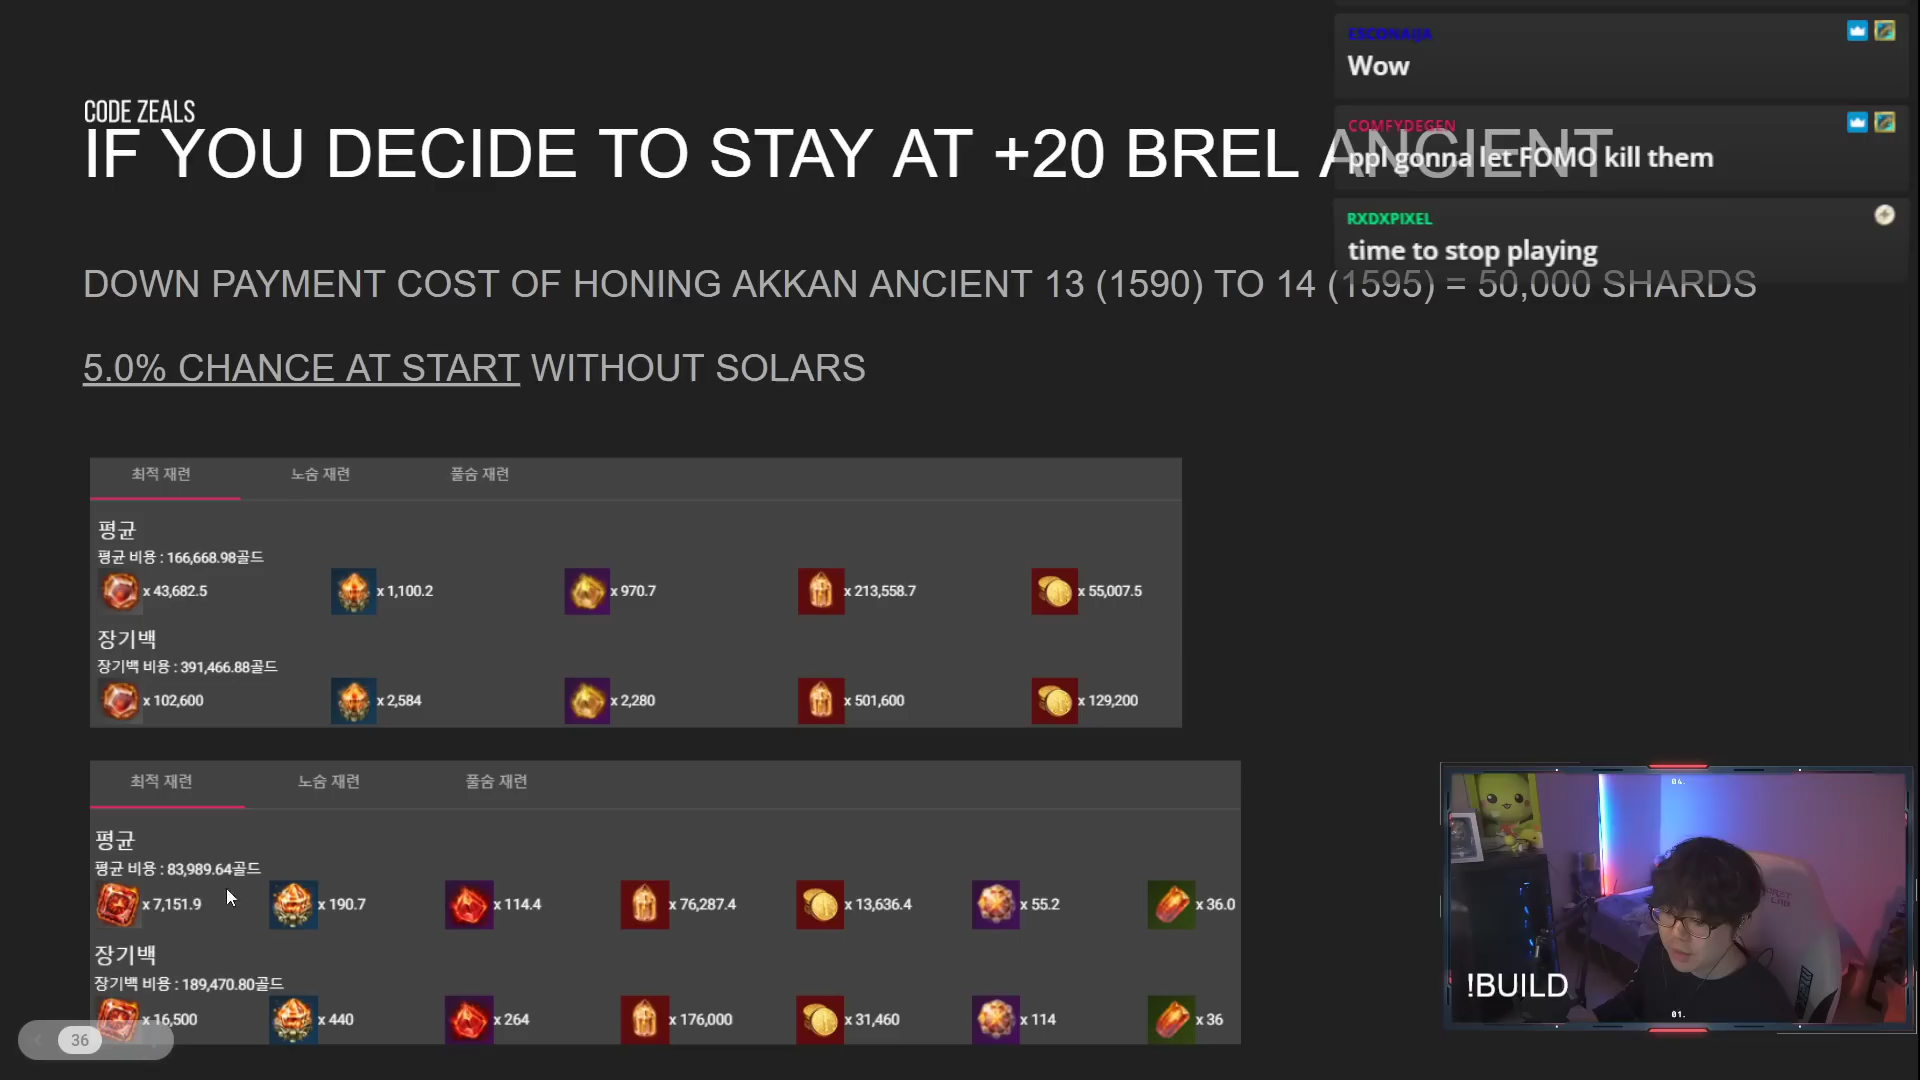 CODE ZEALS
IF YOU DECIDE TO STAY AT +20 BREL ANCIENT
DOWN PAYMENT COST OF HONING AKKAN ANCIENT 13 (1590) TO 14 (1595) = 50,000 SHARDS
5.0% CHANCE AT START WITHOUT SOLARS
ESCONAIJA
Wow
COMFYDEGEN
ppl gonna let FOMO kill them
RXDXPIXEL
time to stop playing
최적 재련 노숨 재련 풀숨 재련
평균
평균 비용 : 166,668.98골드
x 43,682.5 x 1,100.2 x 970.7 x 213,558.7 x 55,007.5
장기백
장기백 비용 : 391,466.88골드
x 102,600 x 2,584 x 2,280 x 501,600 x 129,200
최적 재련 노숨 재련 풀숨 재련
평균
평균 비용 : 83,989.64골드
x 7,151.9 x 190.7 x 114.4 x 76,287.4 x 13,636.4 x 55.2 x 36.0
장기백
장기백 비용 : 189,470.80골드
x 16,500 x 440 x 264 x 176,000 x 31,460 x 114 x 36
36
04.
!BUILD
01.